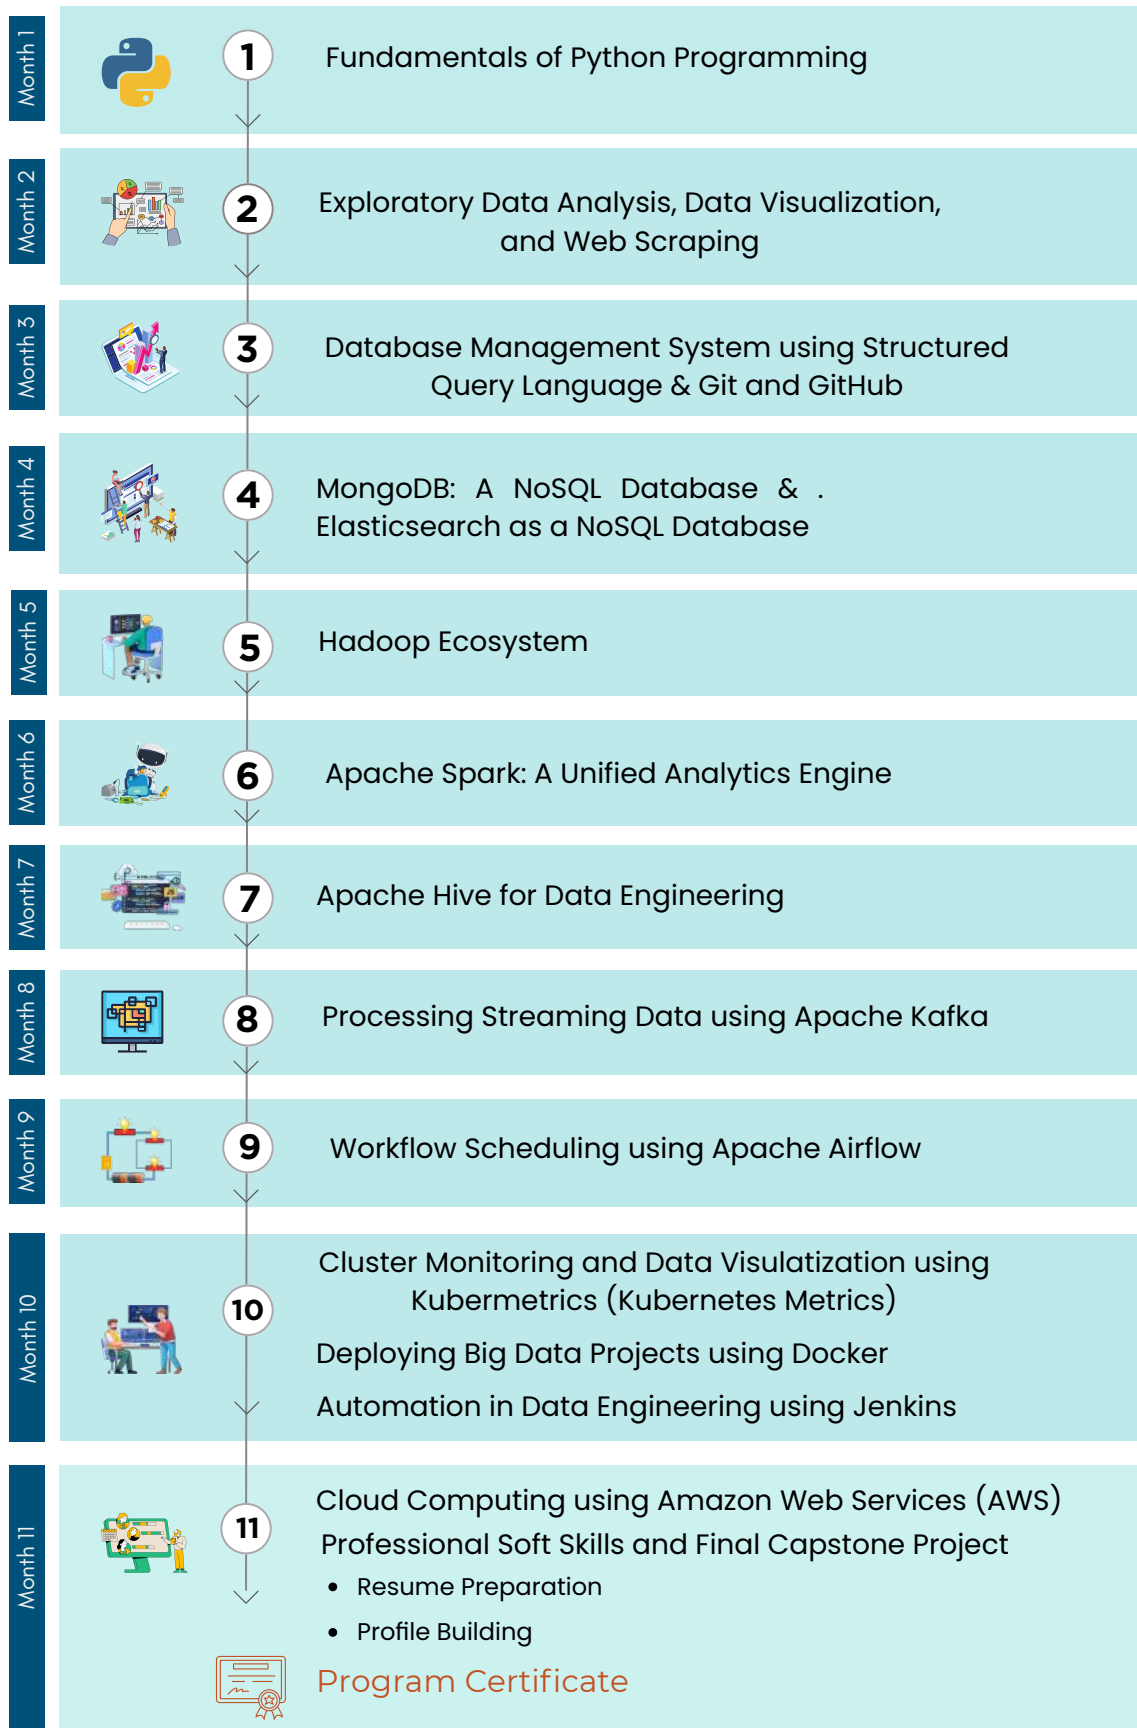 Month 1
1
Fundamentals of Python Programming
Month 2
2
Exploratory Data Analysis, Data Visualization,
and Web Scraping
Month 3
3
Database Management System using Structured
Query Language & Git and GitHub
Month 4
4
MongoDB: A NoSQL Database & .
Elasticsearch as a NoSQL Database
Month 5
5
Hadoop Ecosystem
Month 6
6
Apache Spark: A Unified Analytics Engine
Month 7
7
Apache Hive for Data Engineering
Month 8
8
Processing Streaming Data using Apache Kafka
Month 9
9
Workflow Scheduling using Apache Airflow
Month 10
10
Cluster Monitoring and Data Visulatization using
Kubermetrics (Kubernetes Metrics)
Deploying Big Data Projects using Docker
Automation in Data Engineering using Jenkins
Month 11
11
Cloud Computing using Amazon Web Services (AWS)
Professional Soft Skills and Final Capstone Project
• Resume Preparation
• Profile Building
Program Certificate